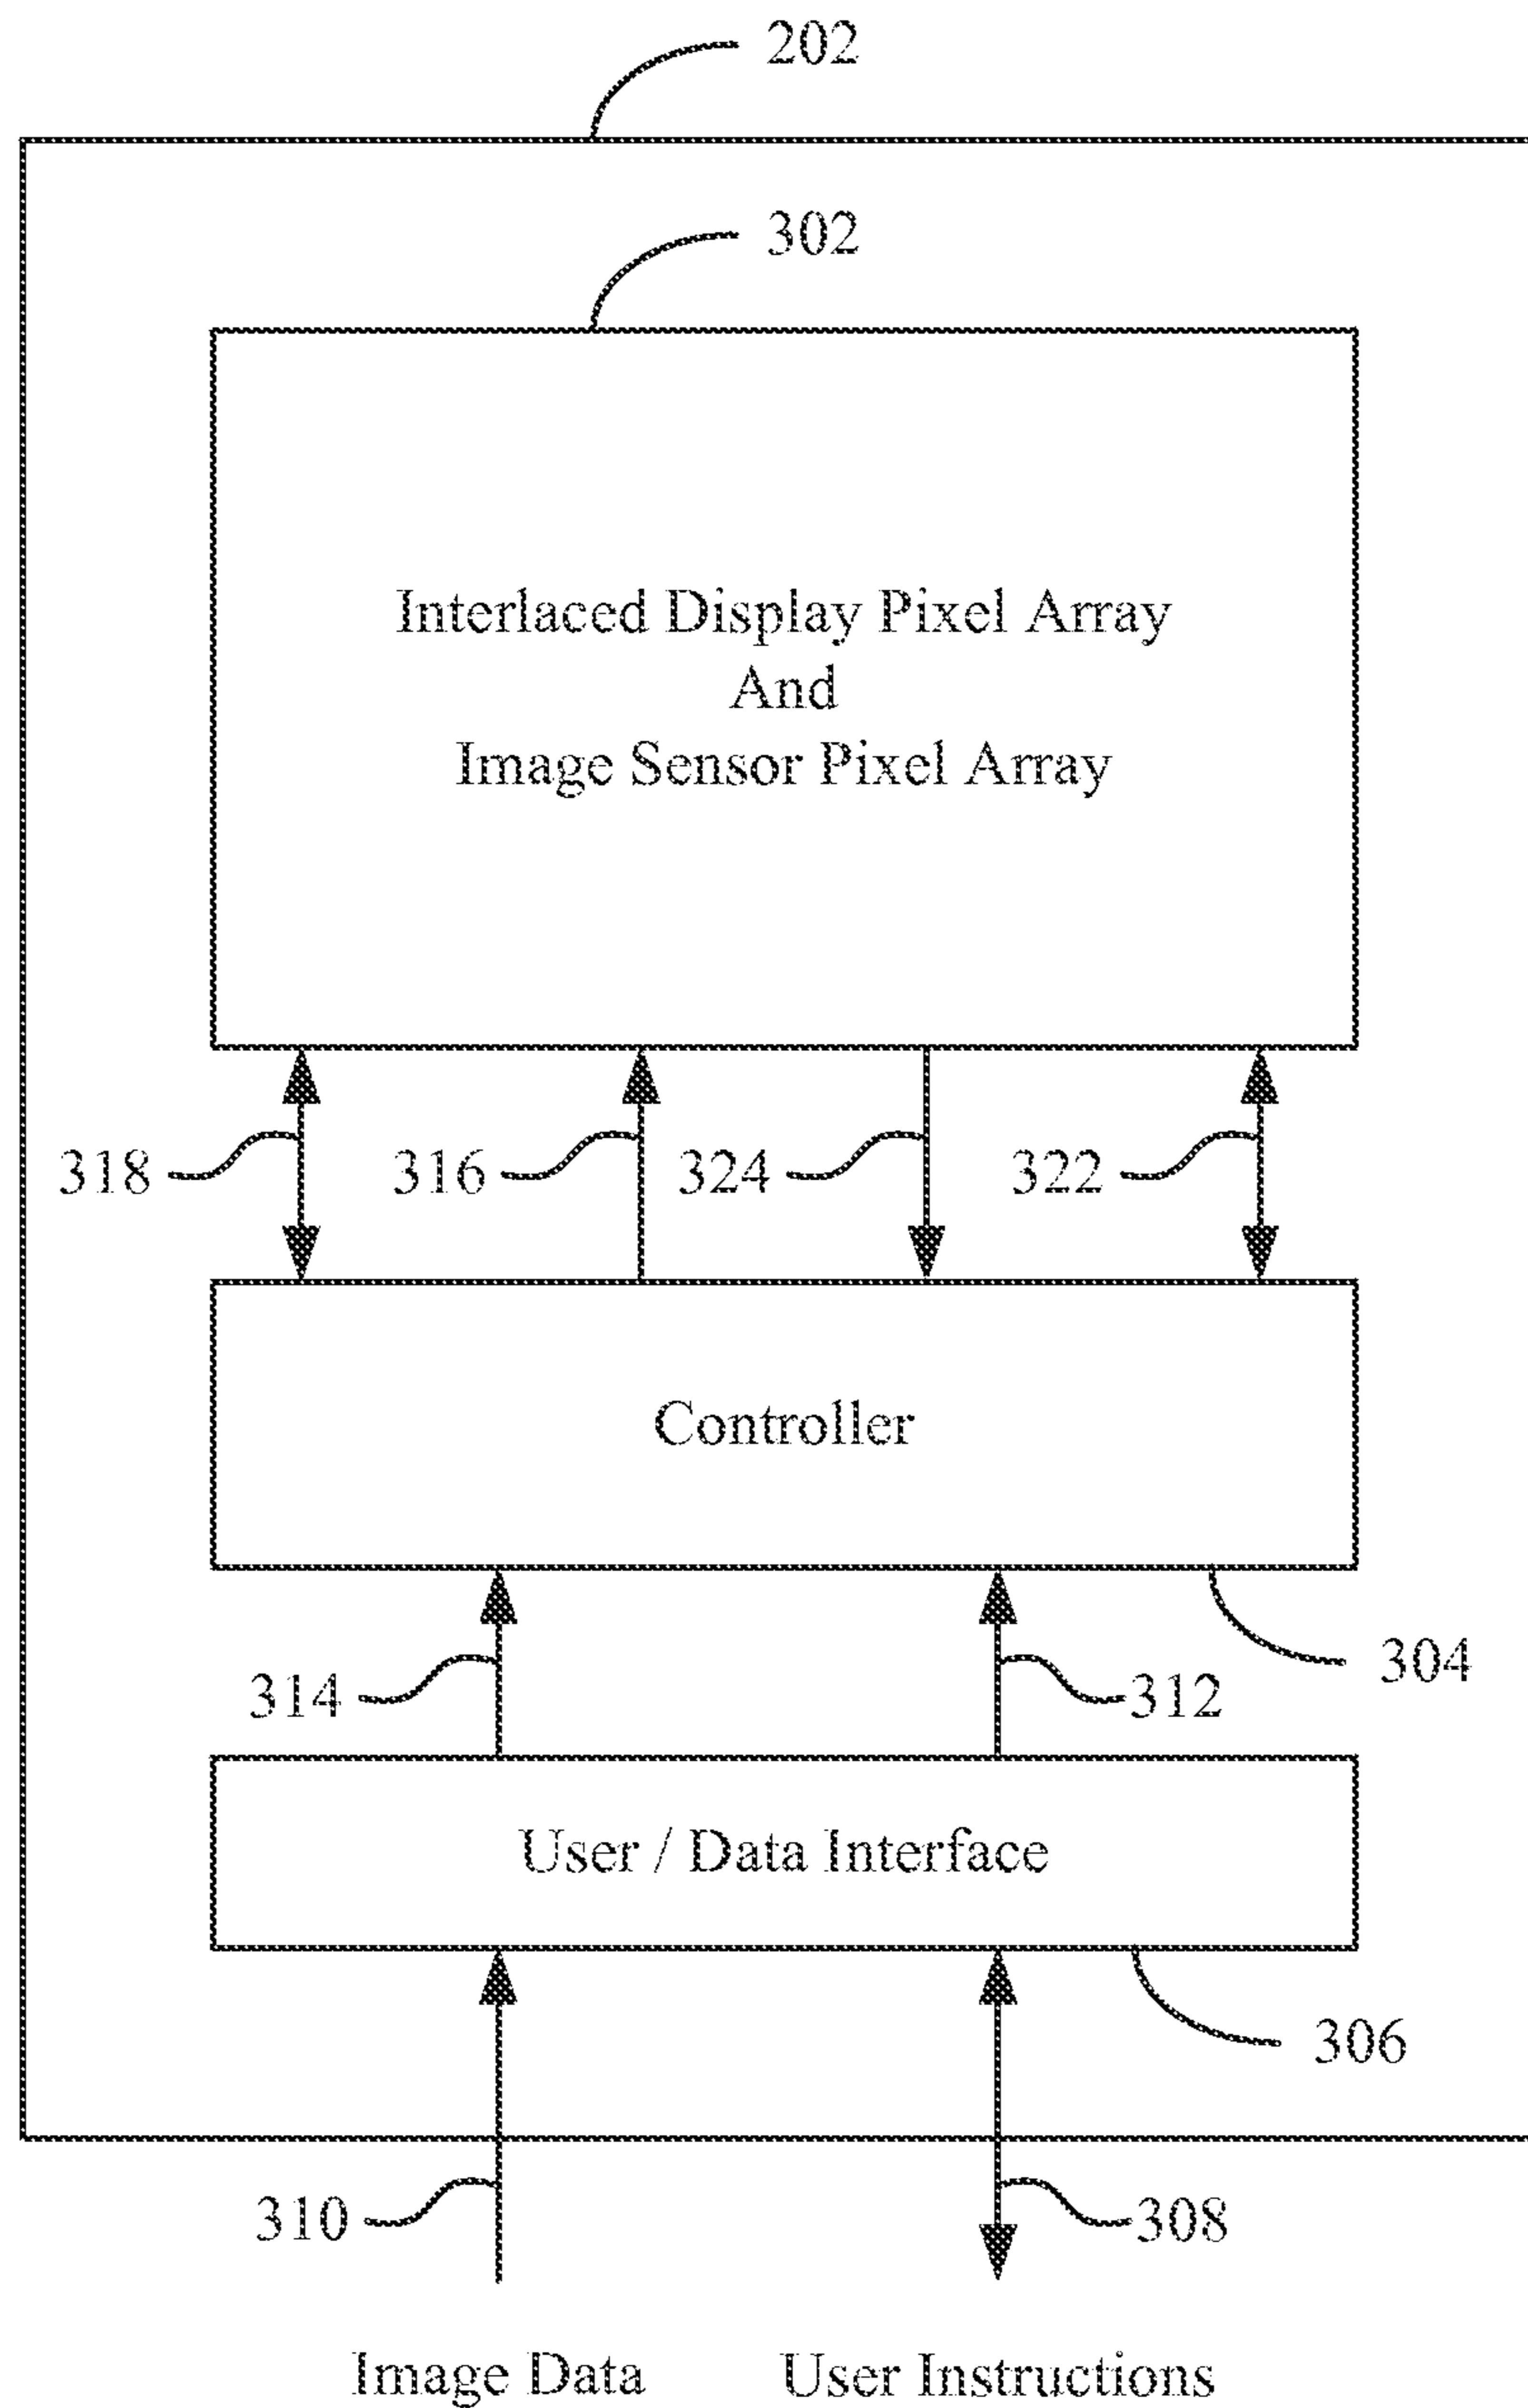 202
302
Interlaced Display Pixel Array
And
Image Sensor Pixel Array
318 316 324 322
Controller
304
314 312
User / Data Interface
306
310 308
Image Data User Instructions